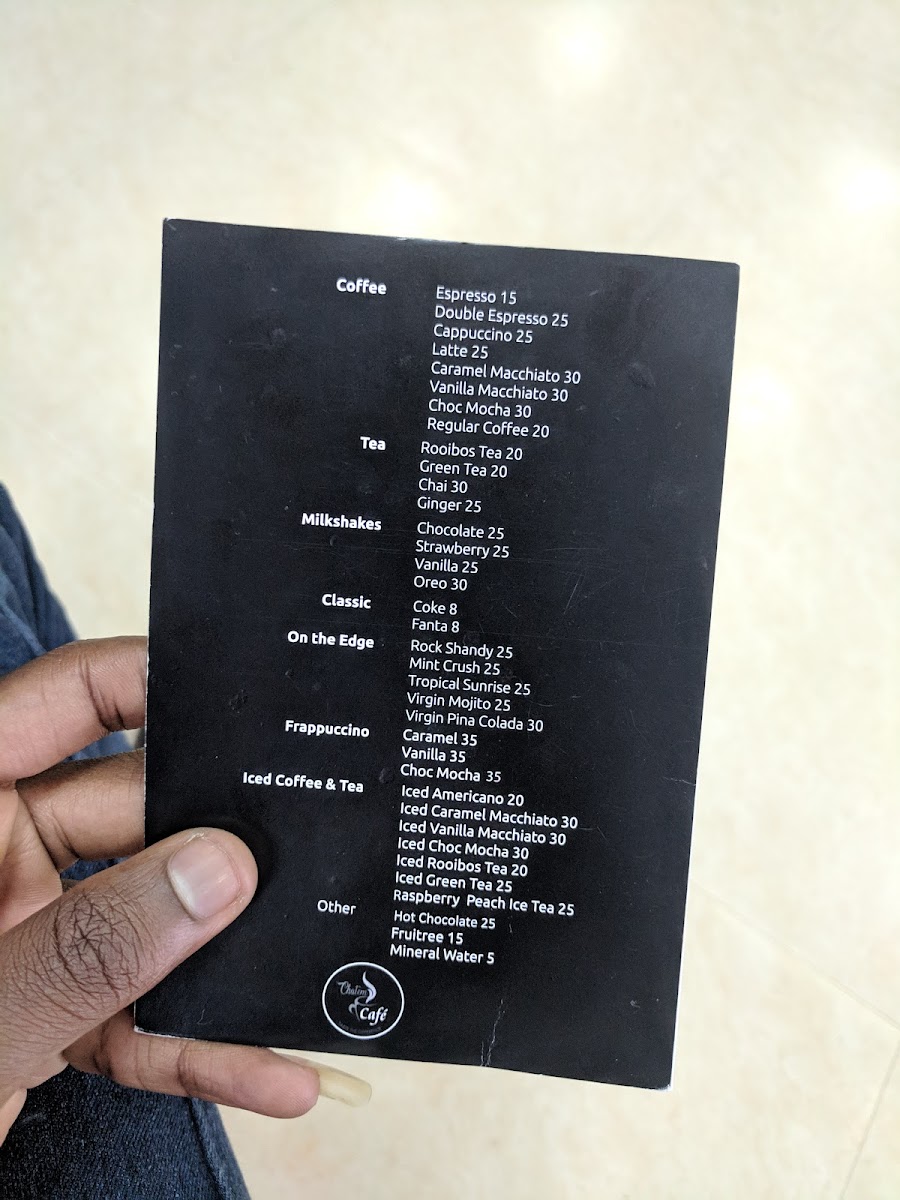 Coffee
Espresso 15
Double Espresso 25
Cappuccino 25
Latte 25
Caramel Macchiato 30
Vanilla Macchiato 30
Choc Mocha 30
Regular Coffee 20
Tea
Rooibos Tea 20
Green Tea 20
Chai 30
Ginger 25
Milkshakes
Chocolate 25
Strawberry 25
Vanilla 25
Oreo 30
Classic
Coke 8
Fanta 8
On the Edge
Rock Shandy 25
Mint Crush 25
Tropical Sunrise 25
Virgin Mojito 25
Virgin Pina Colada 30
Frappuccino
Caramel 35
Vanilla 35
Choc Mocha 35
Iced Coffee & Tea
Iced Americano 20
Iced Caramel Macchiato 30
Iced Vanilla Macchiato 30
Iced Choc Mocha 30
Iced Rooibos Tea 20
Iced Green Tea 25
Raspberry Peach Ice Tea 25
Other
Hot Chocolate 25
Fruitree 15
Mineral Water 5
Café